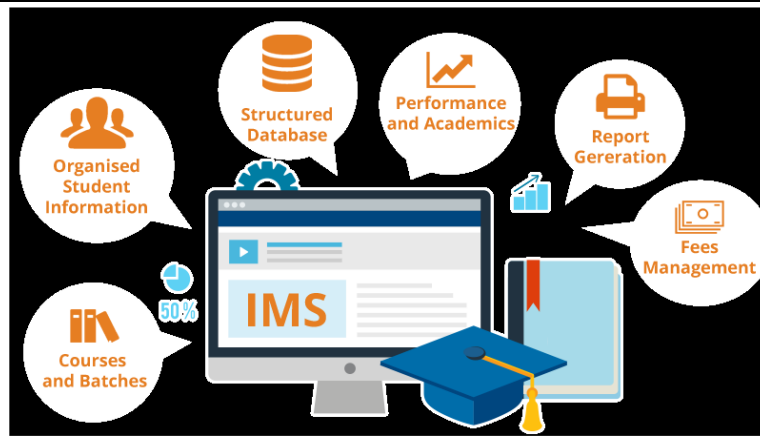 Structured
Database
Performance
and Academics
Report
Gereration
Organised
Student
Information
Fees
Management
IMS
50%
Courses
and Batches